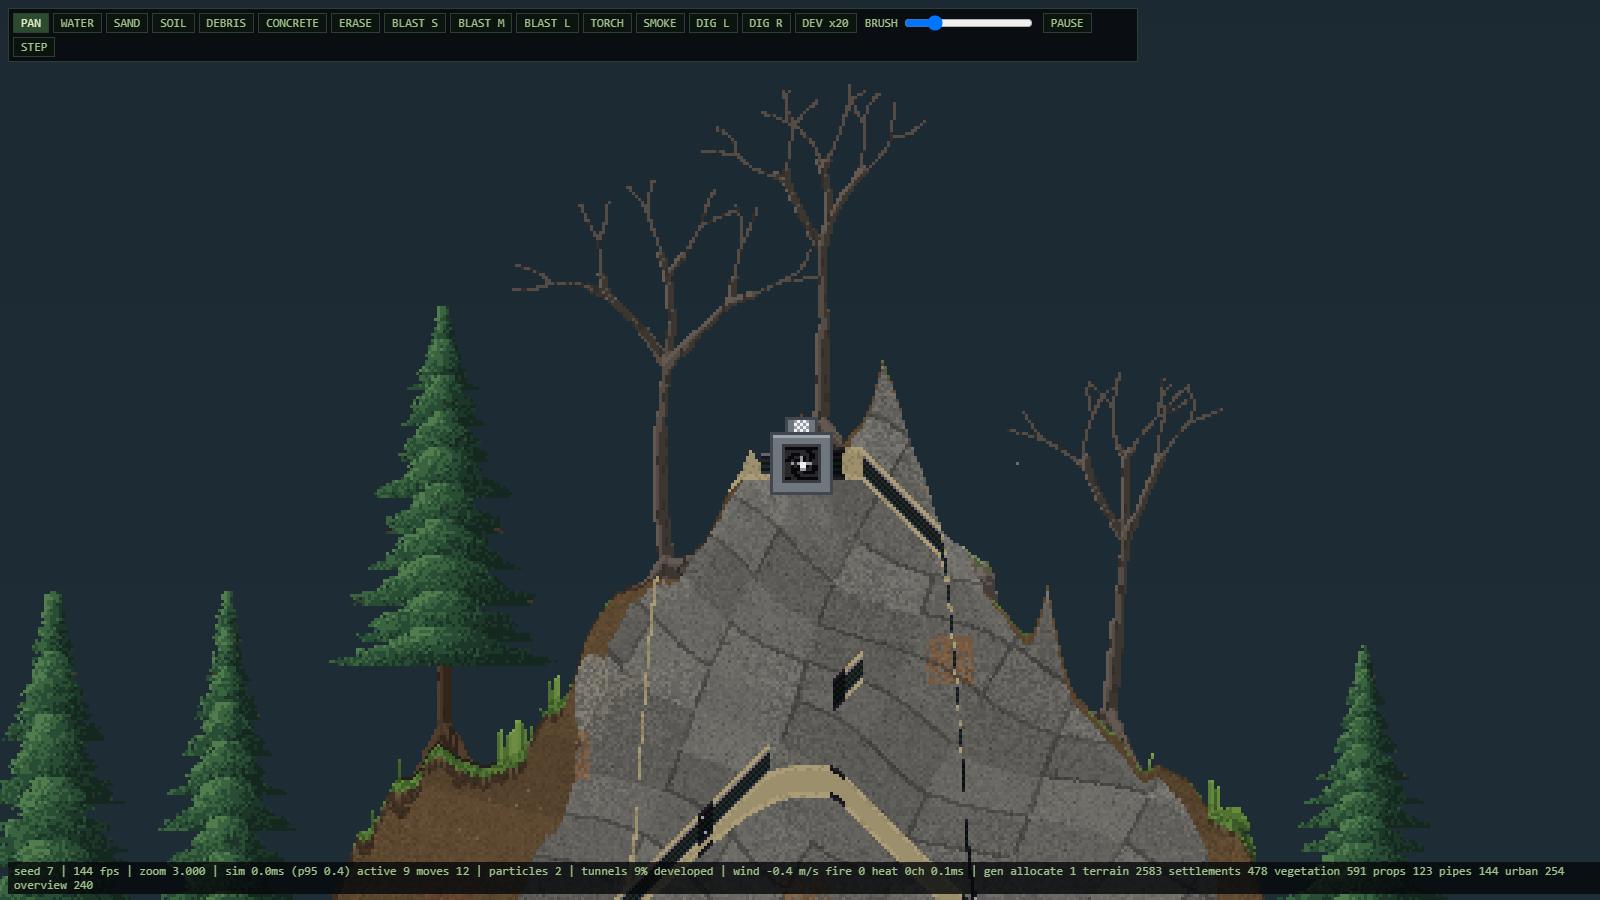 PAN WATER SAND SOIL DEBRIS CONCRETE ERASE BLAST S BLAST M BLAST L TORCH SMOKE DIG L DIG R DEV x20 BRUSH PAUSE
STEP
seed 7 | 144 fps | zoom 3.000 | sim 0.0ms (p95 0.4) active 9 moves 12 | particles 2 | tunnels 9% developed | wind -0.4 m/s fire 0 heat 0ch 0.1ms | gen allocate 1 terrain 2583 settlements 478 vegetation 591 props 123 pipes 144 urban 254
overview 240